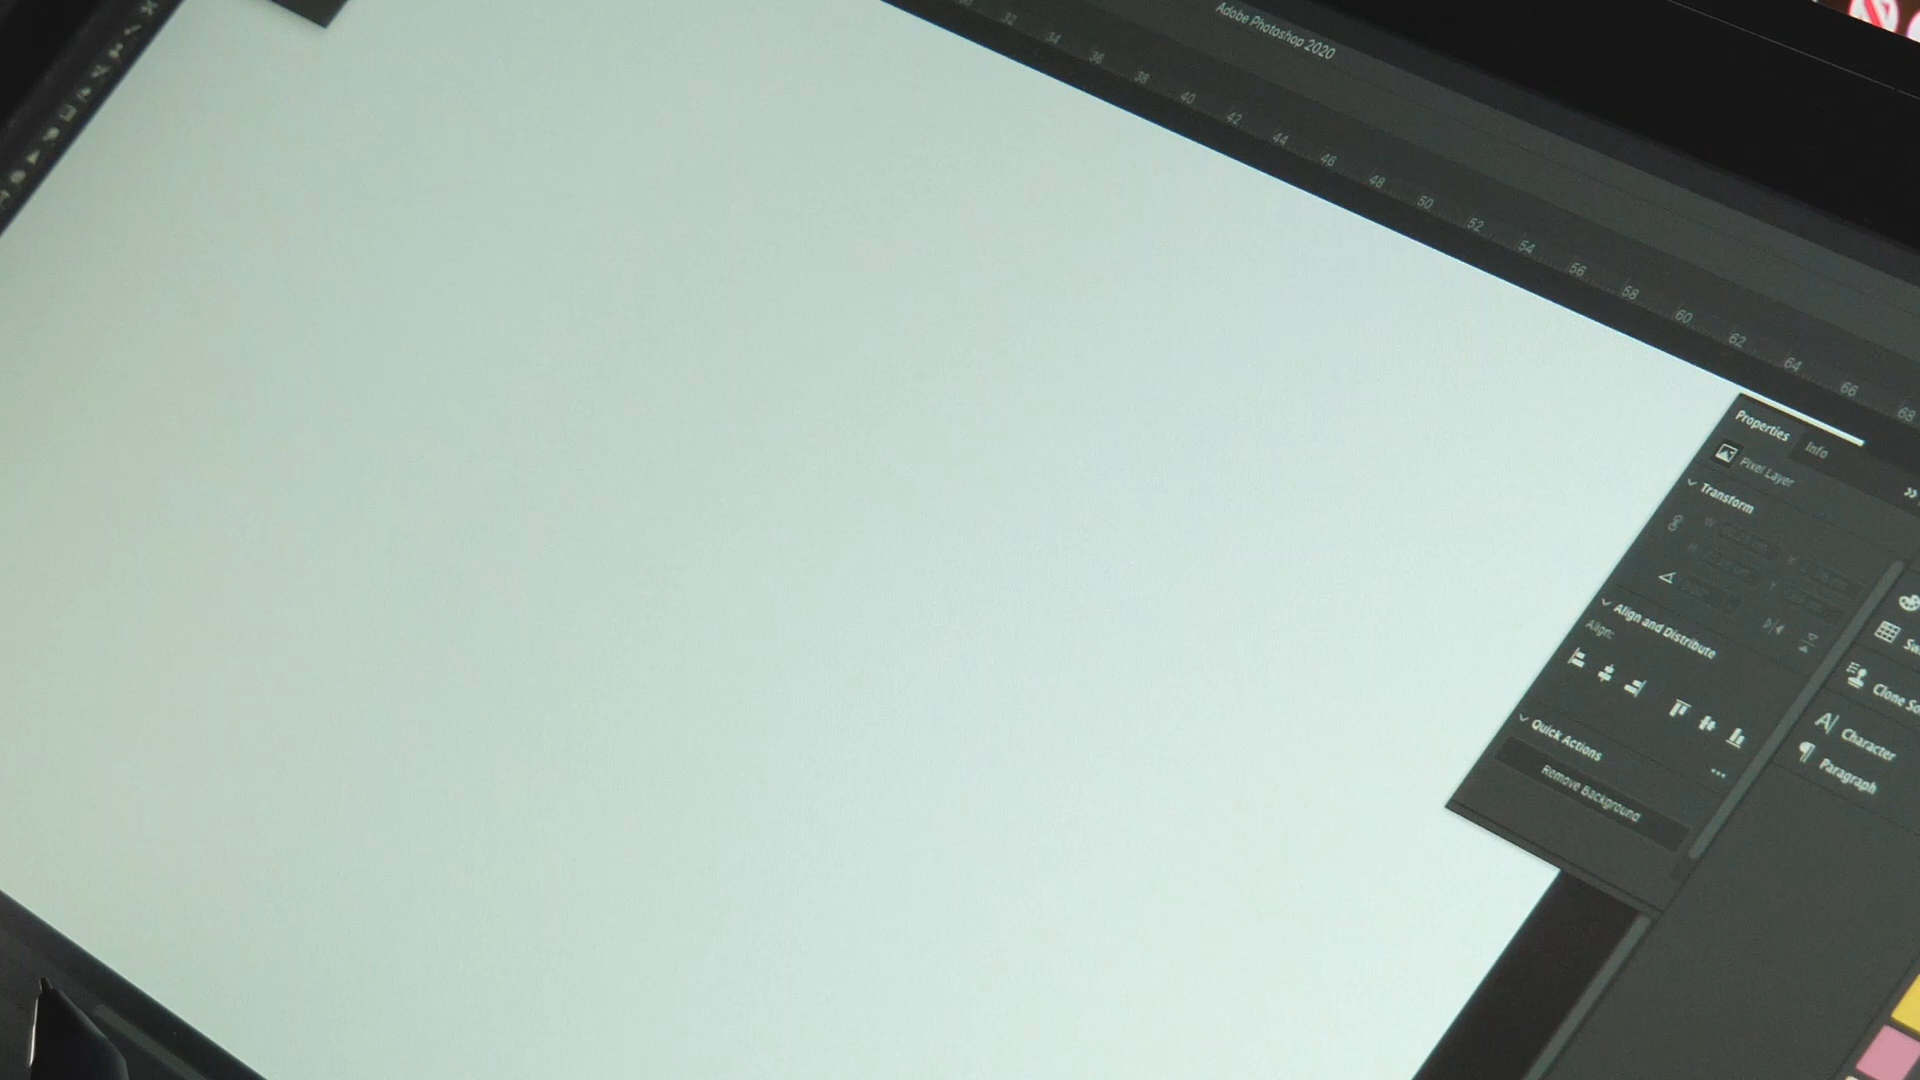 Adobe Photoshop 2020
32 34 36 38 40 42 44 46 48 50 52 54 56 58 60 62 64 66 68
Properties Info
Pixel Layer
Transform
Align and Distribute
Align:
Quick Actions
Remove Background
Clone So
Character
Paragraph